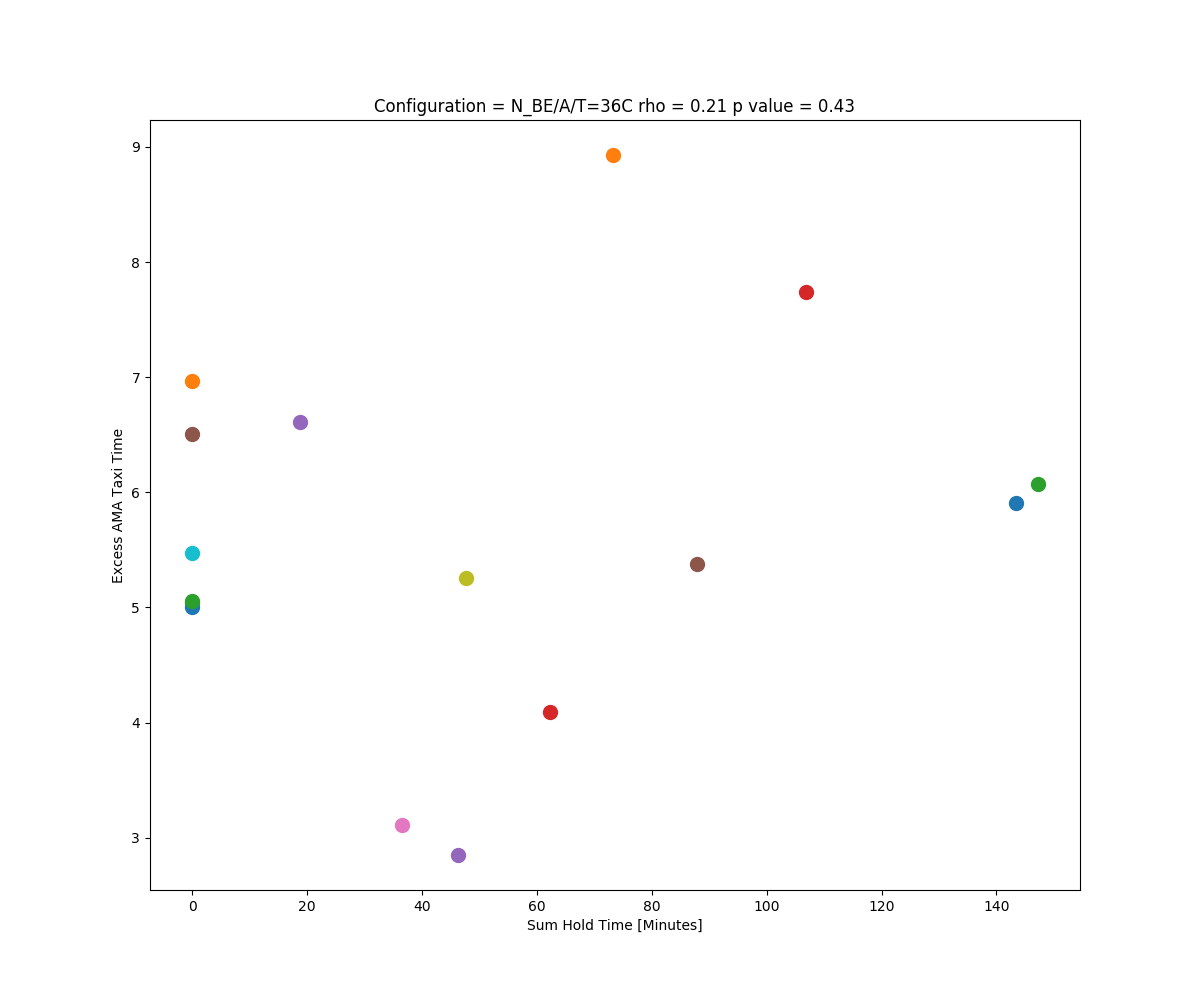 Configuration = N_BE/A/T=36C rho = 0.21 p value = 0.43
9
8
7
6
5
4
3
Excess AMA Taxi Time
0 20 40 60 80 100 120 140
Sum Hold Time [Minutes]